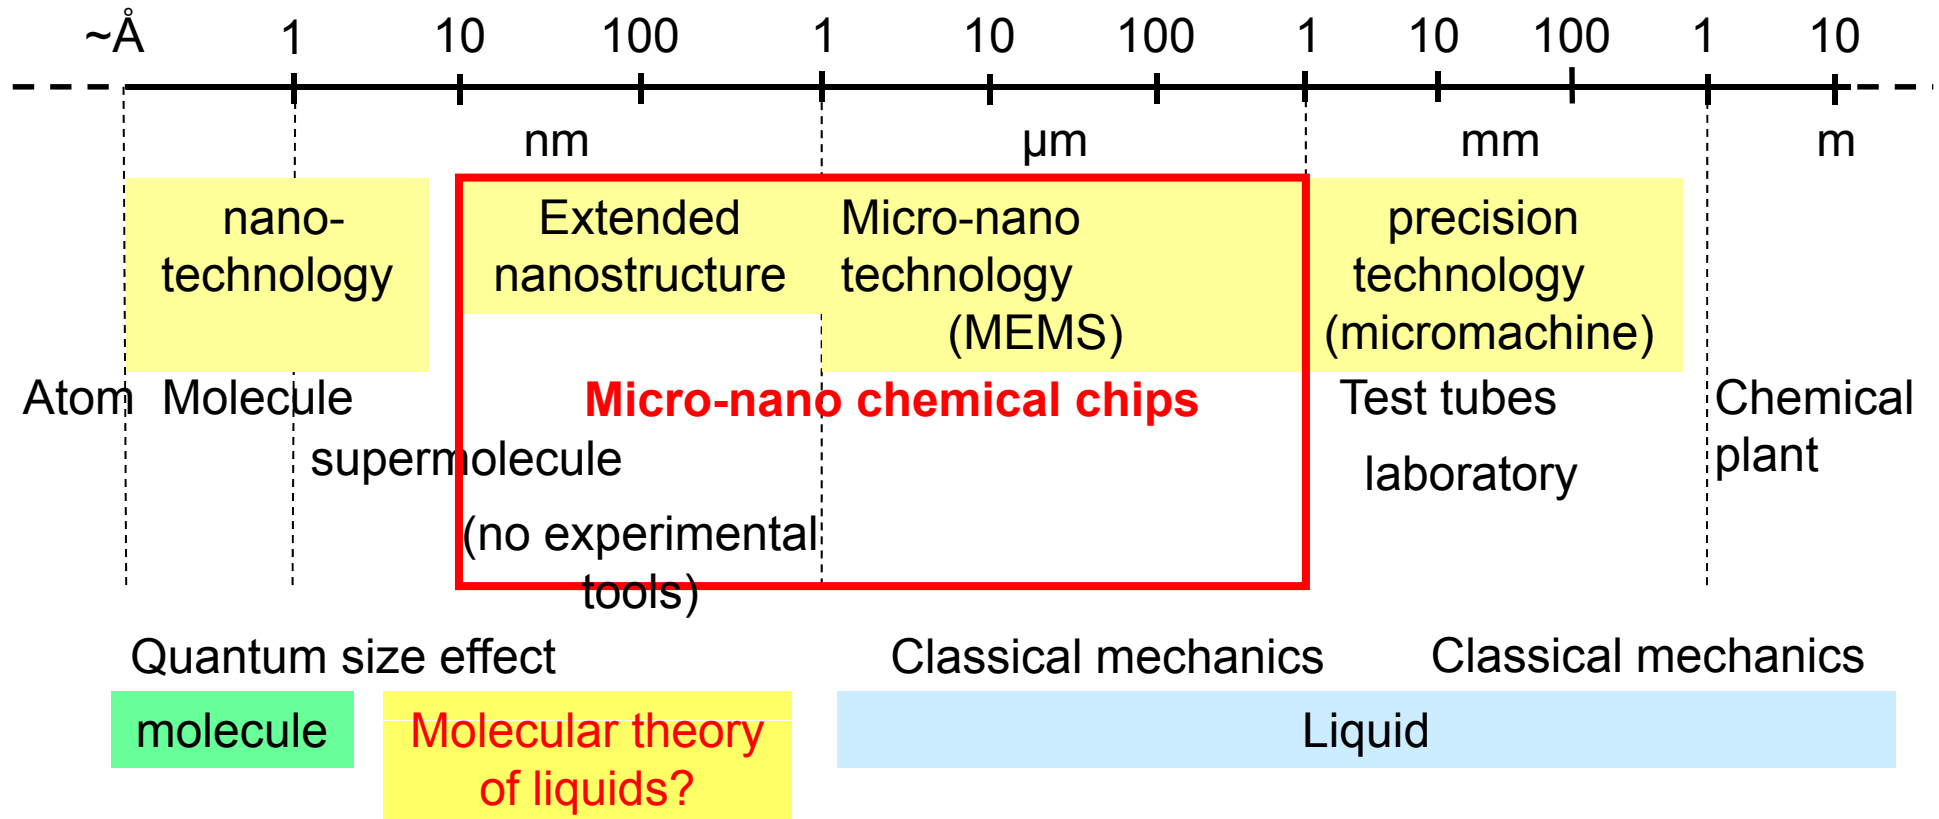 ~Å 1 10 100 1 10 100 1 10 100 1 10
nm µm mm m
nano-
technology
Extended
nanostructure
Micro-nano
technology
(MEMS)
precision
technology
(micromachine)
Atom Molecule
supermolecule
Micro-nano chemical chips
(no experimental
tools)
Test tubes
laboratory
Chemical
plant
Quantum size effect
Classical mechanics
Classical mechanics
molecule
Molecular theory
of liquids?
Liquid